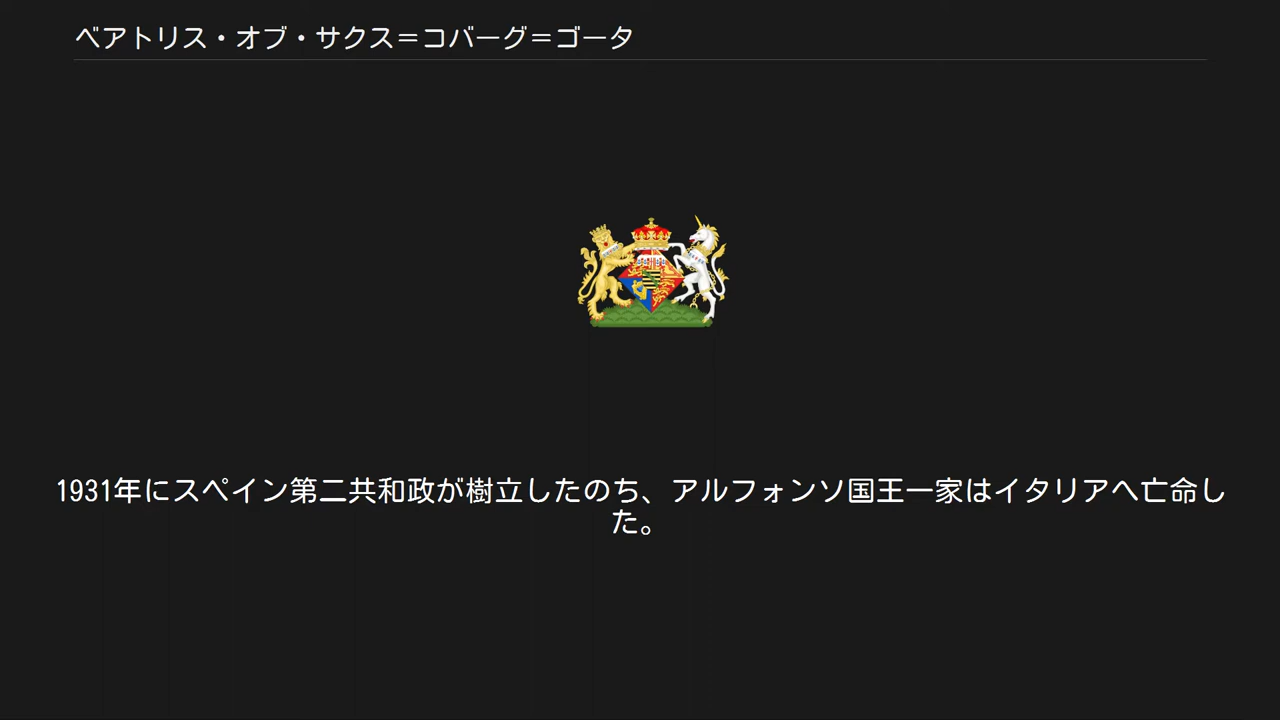 ベアトリス・オブ・サクス＝コバーグ＝ゴータ
1931年にスペイン第二共和政が樹立したのち、アルフォンソ国王一家はイタリアへ亡命し
た。